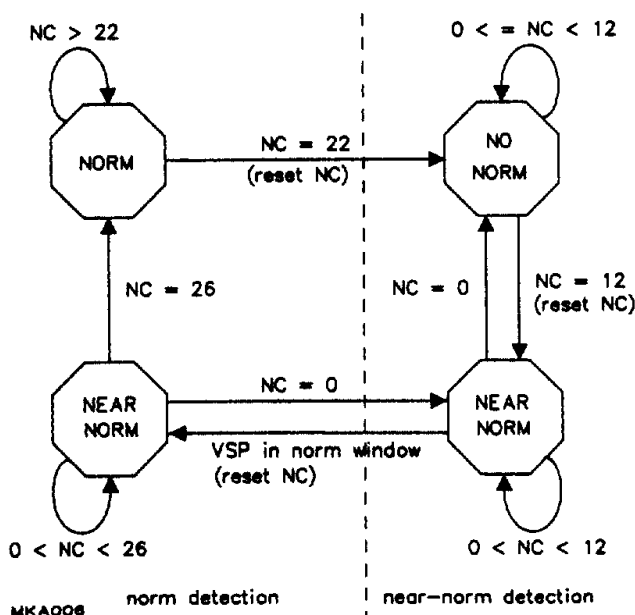 NC > 22
0 < = NC < 12
NORM
NC = 22
(reset NC)
NO
NORM
NC = 26
NC = 0
NC = 12
(reset NC)
NEAR
NORM
NC = 0
VSP in norm window
(reset NC)
NEAR
NORM
0 < NC < 26
0 < NC < 12
MKA006
norm detection
near-norm detection